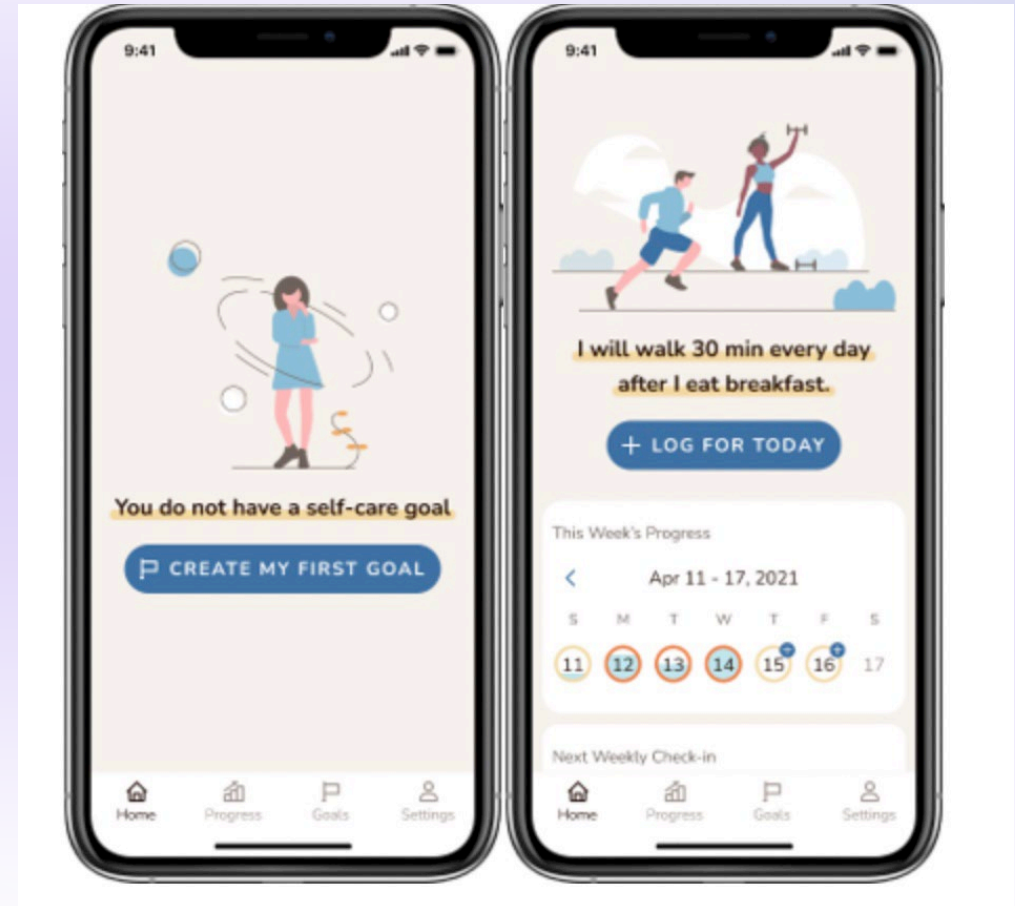 9:41
You do not have a self-care goal
CREATE MY FIRST GOAL
Home Progress Goals Settings
9:41
I will walk 30 min every day
after I eat breakfast.
+ LOG FOR TODAY
This Week's Progress
< Apr 11 - 17, 2021
S M T W T F S
11 12 13 14 15 + 16 + 17
Next Weekly Check-in
Home Progress Goals Settings